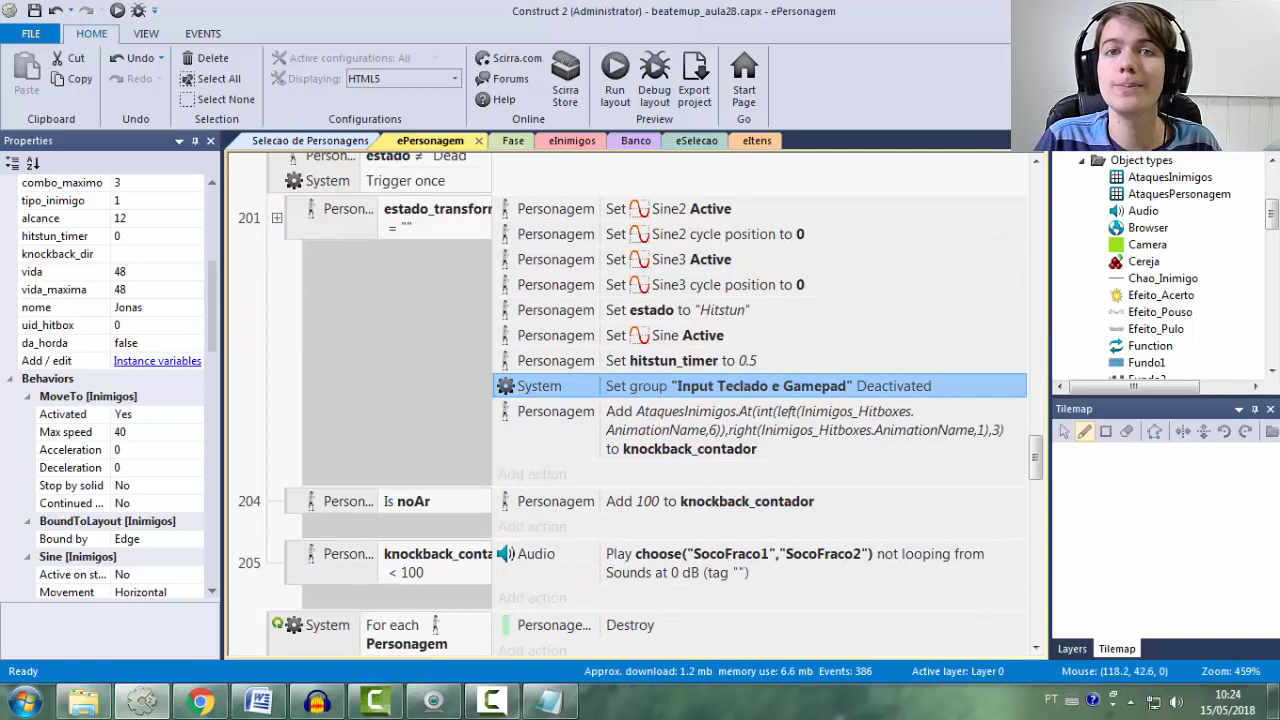 Construct 2 (Administrator) - beatemup_aula28.capx - ePersonagem
FILE HOME VIEW EVENTS
Paste Cut Copy
Clipboard
Undo Redo
Undo
Delete Select All Select None
Selection
Active configurations: All
Displaying: HTML5
Configurations
Scirra.com Forums Help Scirra Store
Online
Run layout Debug layout Export project
Preview
Start Page
Go
Properties
combo_maximo 3
tipo_inimigo 1
alcance 12
hitstun_timer 0
knockback_dir
vida 48
vida_maxima 48
nome Jonas
uid_hitbox 0
da_horda false
Add / edit Instance variables
Behaviors
MoveTo [Inimigos]
Activated Yes
Max speed 40
Acceleration 0
Deceleration 0
Stop by solid No
Continued ... No
BoundToLayout [Inimigos]
Bound by Edge
Sine [Inimigos]
Active on st... No
Movement Horizontal
Selecao de Personagens ePersonagem Fase eInimigos Banco eSelecao eItens
Person... estado ≠ Dead
System Trigger once
201 Person... estado_transforr
= ""
Personagem Set Sine2 Active
Personagem Set Sine2 cycle position to 0
Personagem Set Sine3 Active
Personagem Set Sine3 cycle position to 0
Personagem Set estado to "Hitstun"
Personagem Set Sine Active
Personagem Set hitstun_timer to 0.5
System Set group "Input Teclado e Gamepad" Deactivated
Personagem Add AtaquesInimigos.At(int(left(Inimigos_Hitboxes.
AnimationName,6)),right(Inimigos_Hitboxes.AnimationName,1),3)
to knockback_contador
Add action
204 Person... Is noAr Personagem Add 100 to knockback_contador
Add action
205 Person... knockback_conta
< 100
Audio Play choose("SocoFraco1","SocoFraco2") not looping from
Sounds at 0 dB (tag "")
Add action
System For each
Personagem
Personage... Destroy
Add action
Object types
AtaquesInimigos
AtaquesPersonagem
Audio
Browser
Camera
Cereja
Chao_Inimigo
Efeito_Acerto
Efeito_Pouso
Efeito_Pulo
Function
Fundo1
Tilemap
Layers Tilemap
Ready Approx. download: 1.2 mb memory use: 6.6 mb Events: 386 Active layer: Layer 0 Mouse: (118.2, 42.6, 0) Zoom: 459%
PT 10:24
15/05/2018